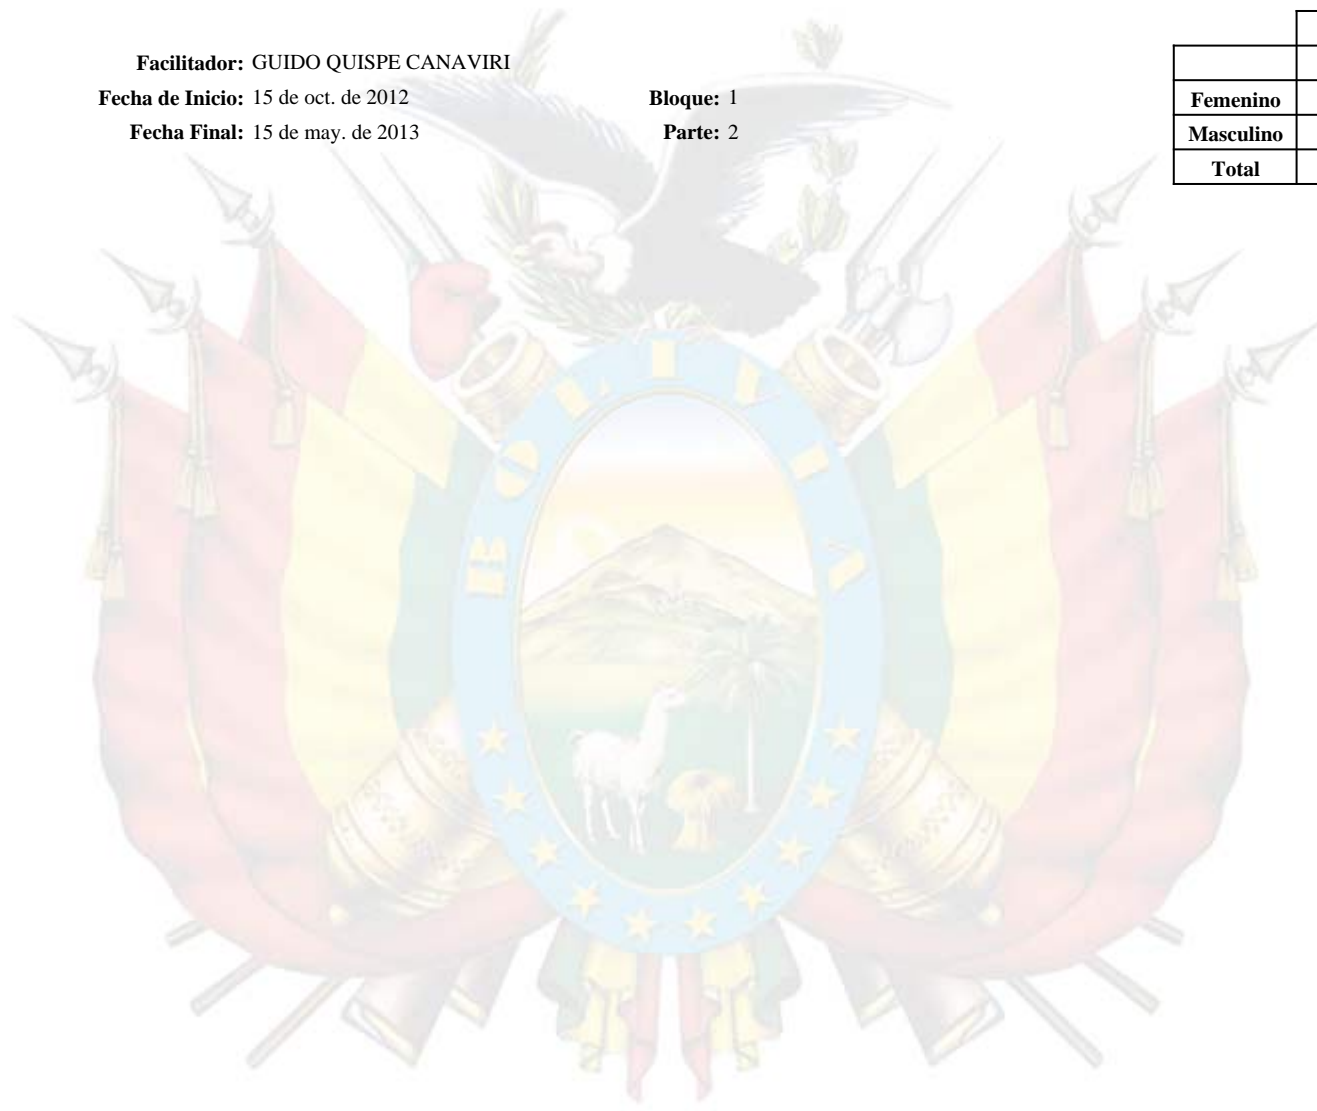 Facilitador: GUIDO QUISPE CANAVIRI
Fecha de Inicio: 15 de oct. de 2012 Bloque: 1
Fecha Final: 15 de may. de 2013 Parte: 2
Femenino
Masculino
Total
BOLIVIA